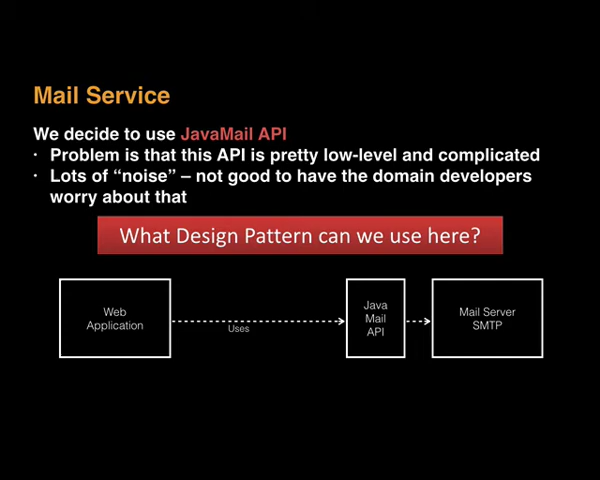 Mail Service
We decide to use JavaMail API
• Problem is that this API is pretty low-level and complicated
• Lots of “noise” – not good to have the domain developers
worry about that
What Design Pattern can we use here?
Web
Application
Uses
Java
Mail
API
Mail Server
SMTP